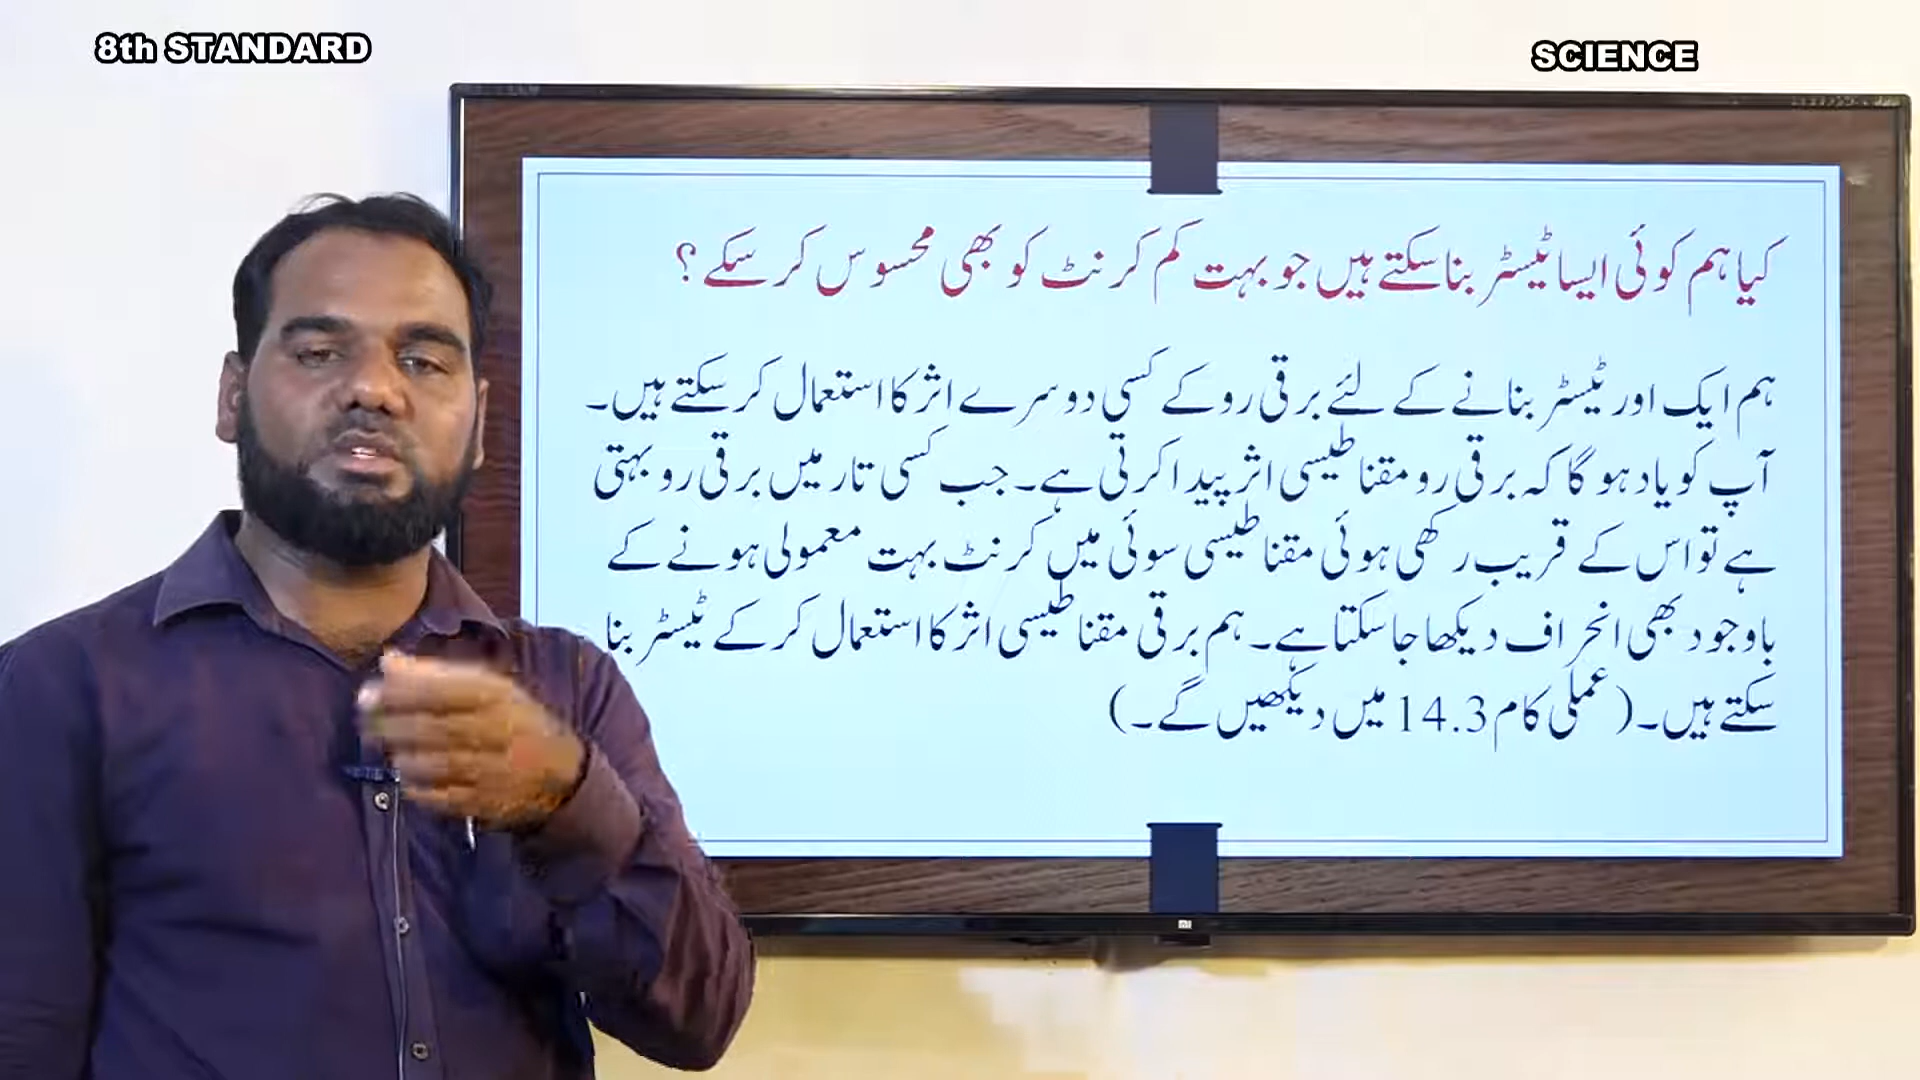 8th STANDARD
SCIENCE
کیا ہم کوئی ایسا ٹیسٹر بنا سکتے ہیں جو بہت کم کرنٹ کو بھی محسوس کر سکے ؟
ہم ایک اور ٹیسٹر بنانے کے لئے برقی رو کے کسی دوسرے اثر کا استعمال کر سکتے ہیں۔
آپ کو یاد ہو گا کہ برقی رو مقناطیسی اثر پیدا کرتی ہے۔ جب کسی تار میں برقی رو بہتی
ہے تو اس کے قریب رکھی ہوئی مقناطیسی سوئی میں کرنٹ بہت معمولی ہونے کے
باوجود بھی انحراف دیکھا جا سکتا ہے۔ ہم برقی مقناطیسی اثر کا استعمال کر کے ٹیسٹر بنا
سکتے ہیں۔ (عملی کام 14.3 میں دیکھیں گے۔)
mi